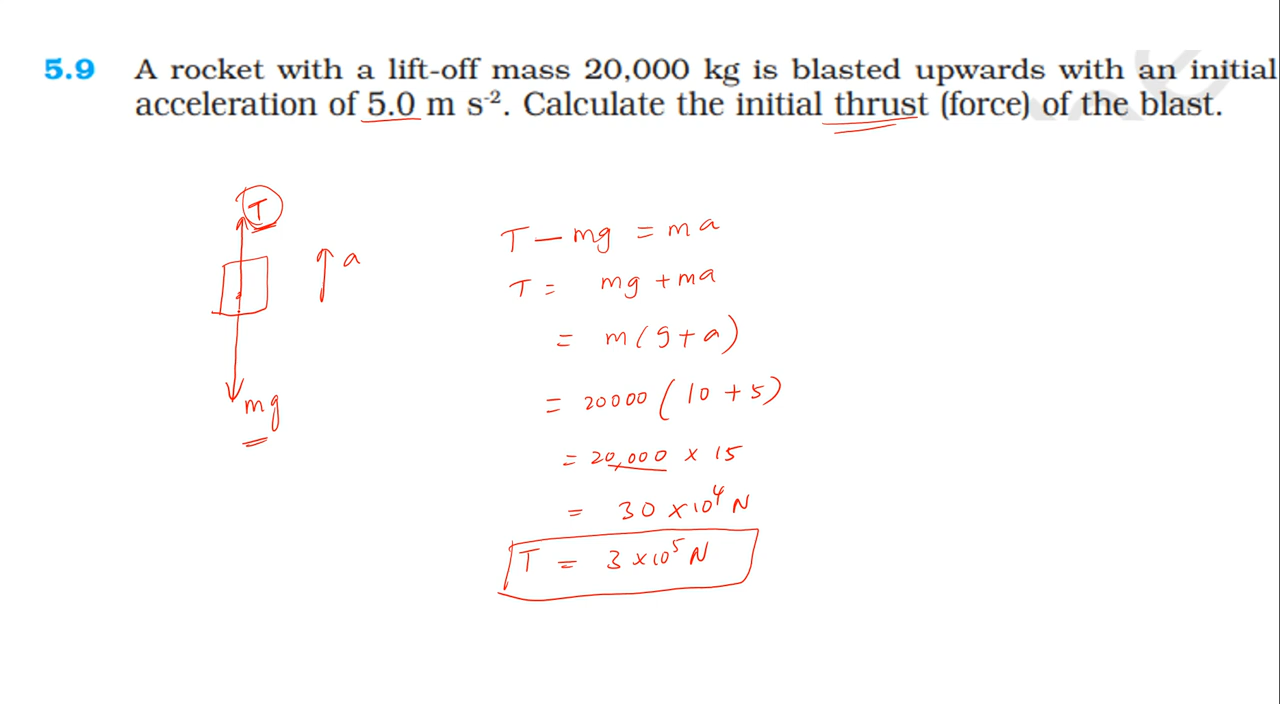 5.9 A rocket with a lift-off mass 20,000 kg is blasted upwards with an initial
acceleration of 5.0 m s⁻². Calculate the initial thrust (force) of the blast.
T
a
mg
T - mg = ma
T = mg + ma
= m(g+a)
= 20000 (10 + 5)
= 20,000 × 15
= 30 × 10⁴ N
T = 3 × 10⁵ N